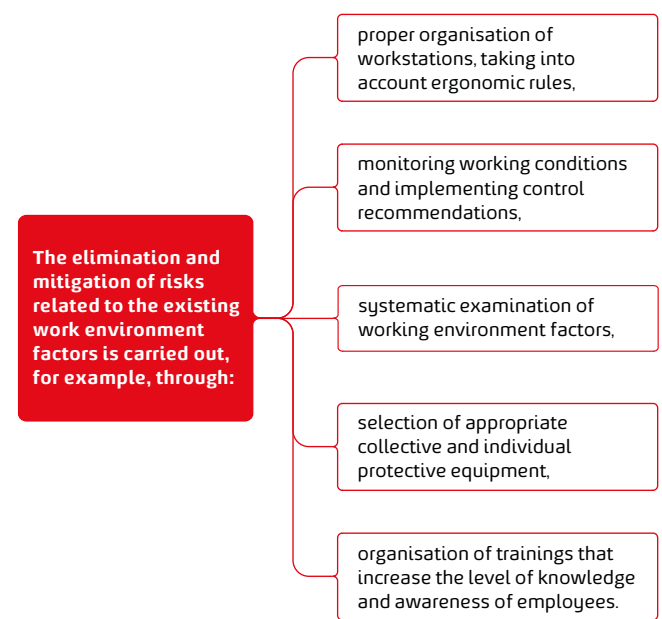 The elimination and
mitigation of risks
related to the existing
work environment
factors is carried out,
for example, through:
proper organisation of
workstations, taking into
account ergonomic rules,
monitoring working conditions
and implementing control
recommendations,
systematic examination of
working environment factors,
selection of appropriate
collective and individual
protective equipment,
organisation of trainings that
increase the level of knowledge
and awareness of employees.